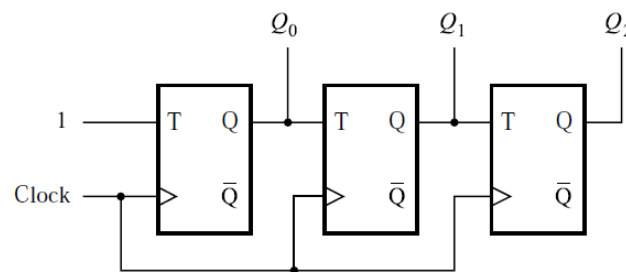 Q₀ Q₁ Q₂
1 T Q T Q T Q
Clock Q̅ Q̅ Q̅